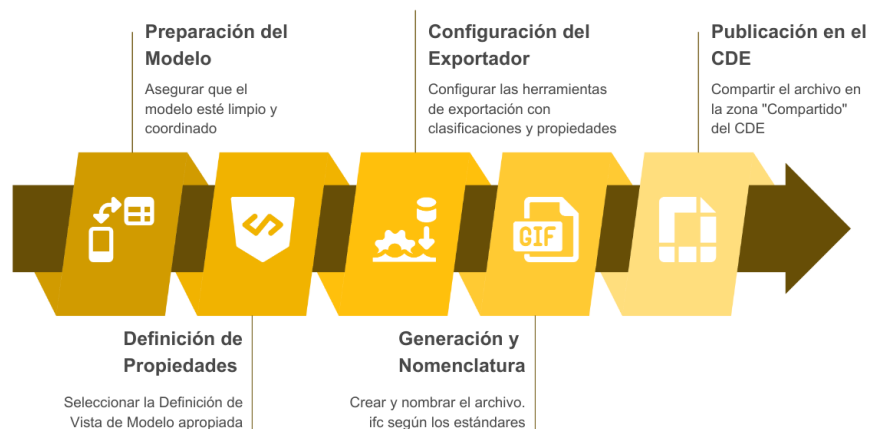 Preparación del
Modelo
Asegurar que el
modelo esté limpio y
coordinado
Configuración del
Exportador
Configurar las herramientas
de exportación con
clasificaciones y propiedades
Publicación en el
CDE
Compartir el archivo en
la zona "Compartido"
del CDE
GIF
Definición de
Propiedades
Seleccionar la Definición de
Vista de Modelo apropiada
Generación y
Nomenclatura
Crear y nombrar el archivo.
ifc según los estándares